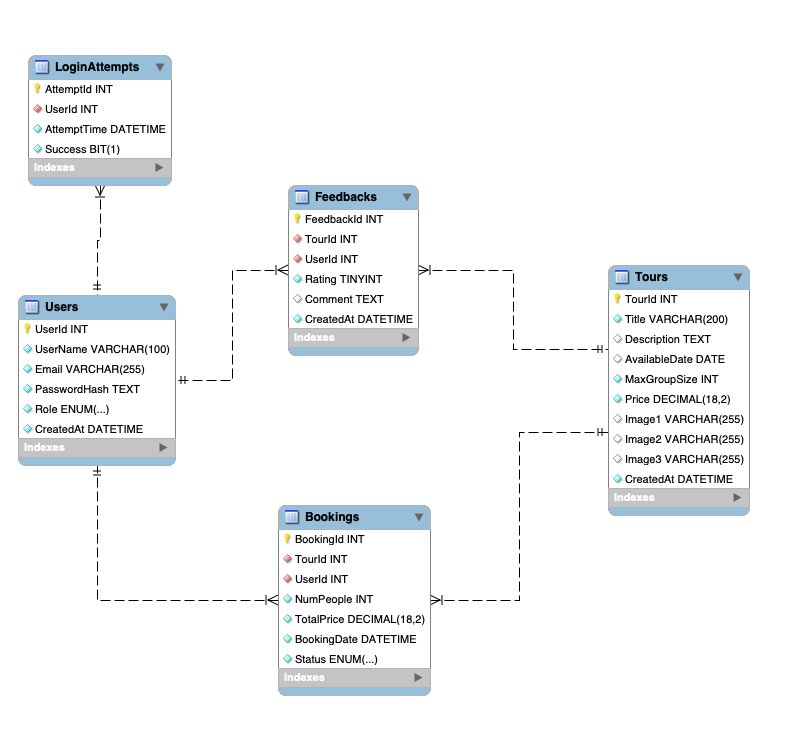 LoginAttempts
AttemptId INT
UserId INT
AttemptTime DATETIME
Success BIT(1)
Indexes
Feedbacks
FeedbackId INT
TourId INT
UserId INT
Rating TINYINT
Comment TEXT
CreatedAt DATETIME
Indexes
Users
UserId INT
UserName VARCHAR(100)
Email VARCHAR(255)
PasswordHash TEXT
Role ENUM(...)
CreatedAt DATETIME
Indexes
Tours
TourId INT
Title VARCHAR(200)
Description TEXT
AvailableDate DATE
MaxGroupSize INT
Price DECIMAL(18,2)
Image1 VARCHAR(255)
Image2 VARCHAR(255)
Image3 VARCHAR(255)
CreatedAt DATETIME
Indexes
Bookings
BookingId INT
TourId INT
UserId INT
NumPeople INT
TotalPrice DECIMAL(18,2)
BookingDate DATETIME
Status ENUM(...)
Indexes